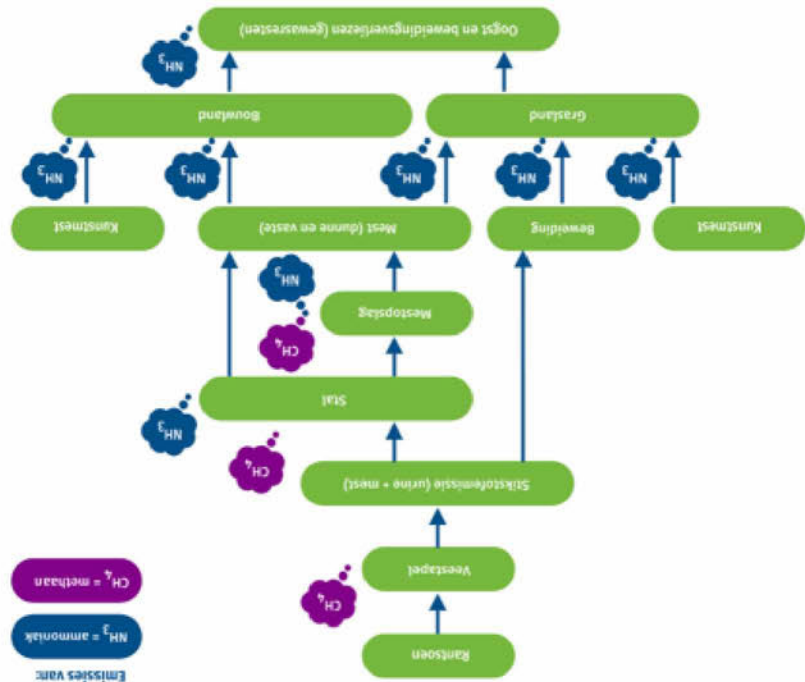 Emissies van:
NH₃ = ammoniak
CH₄ = methaan
Rantsoen
Veestapel
CH₄
Stikstofemissie (urine + mest)
CH₄
Stal
NH₃
Mestopslag
CH₄
NH₃
Kunstmest
Beweiding
Mest (dunne en vaste)
Kunstmest
NH₃
NH₃
NH₃
NH₃
NH₃
Grasland
Bouwland
NH₃
Oogst en beweidingsverliezen (gewasresten)